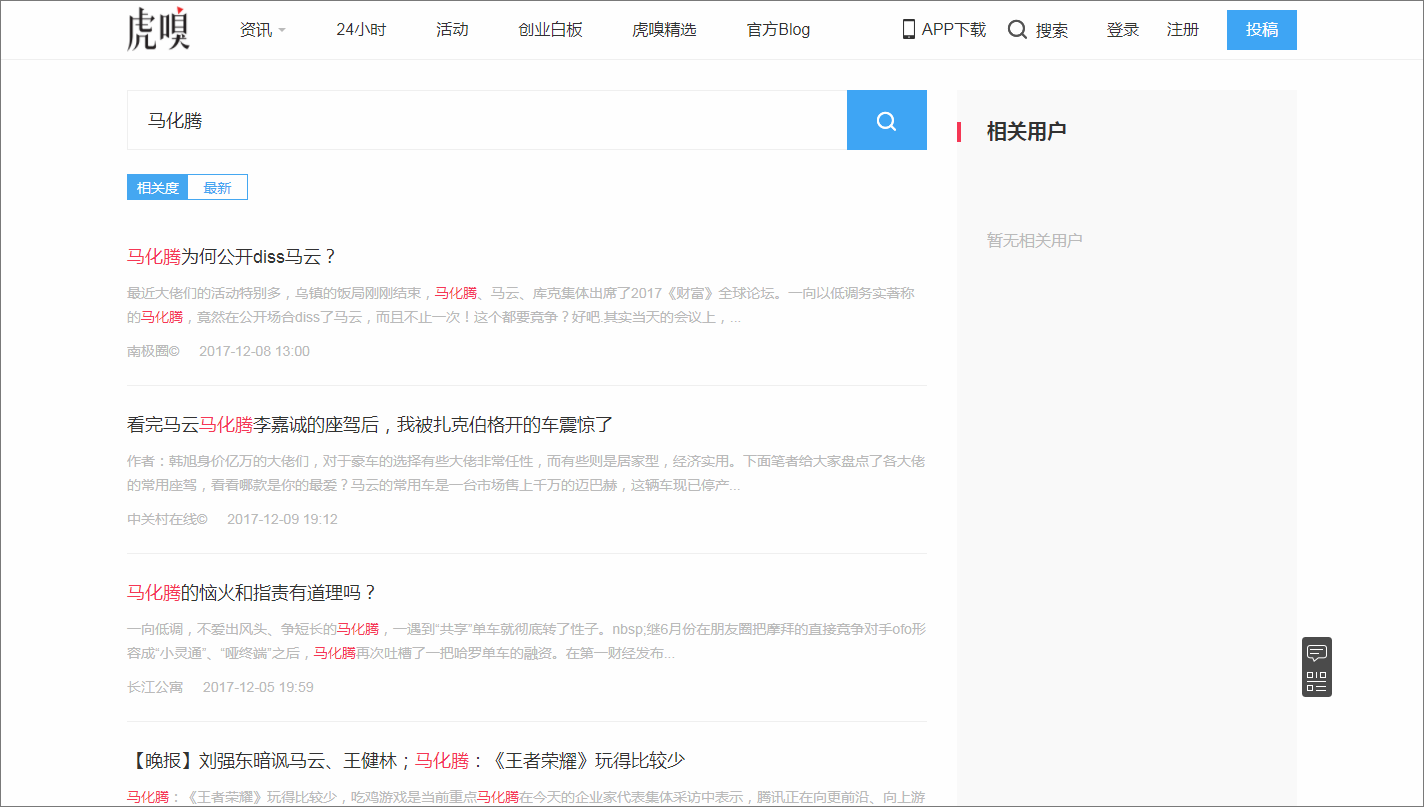 虎嗅 资讯 24小时 活动 创业白板 虎嗅精选 官方Blog APP下载 搜索 登录 注册 投稿
马化腾
相关用户
暂无相关用户
相关度 最新
马化腾为何公开diss马云？
最近大佬们的活动特别多，乌镇的饭局刚刚结束，马化腾、马云、库克集体出席了2017《财富》全球论坛。一向以低调务实著称
的马化腾，竟然在公开场合diss了马云，而且不止一次！这个都要竞争？好吧.其实当天的会议上，...
南极圈© 2017-12-08 13:00
看完马云马化腾李嘉诚的座驾后，我被扎克伯格开的车震惊了
作者：韩旭身价亿万的大佬们，对于豪车的选择有些大佬非常任性，而有些则是居家型，经济实用。下面笔者给大家盘点了各大佬
的常用座驾，看看哪款是你的最爱？马云的常用车是一台市场售上千万的迈巴赫，这辆车现已停产...
中关村在线© 2017-12-09 19:12
马化腾的恼火和指责有道理吗？
一向低调，不爱出风头、争短长的马化腾，一遇到“共享”单车就彻底转了性子。nbsp;继6月份在朋友圈把摩拜的直接竞争对手ofo形
容成“小灵通”、“哑终端”之后，马化腾再次吐槽了一把哈罗单车的融资。在第一财经发布...
长江公寓 2017-12-05 19:59
【晚报】刘强东暗讽马云、王健林；马化腾：《王者荣耀》玩得比较少
马化腾：《王者荣耀》玩得比较少，吃鸡游戏是当前重点马化腾在今天的企业家代表集体采访中表示，腾讯正在向更前沿、向上游